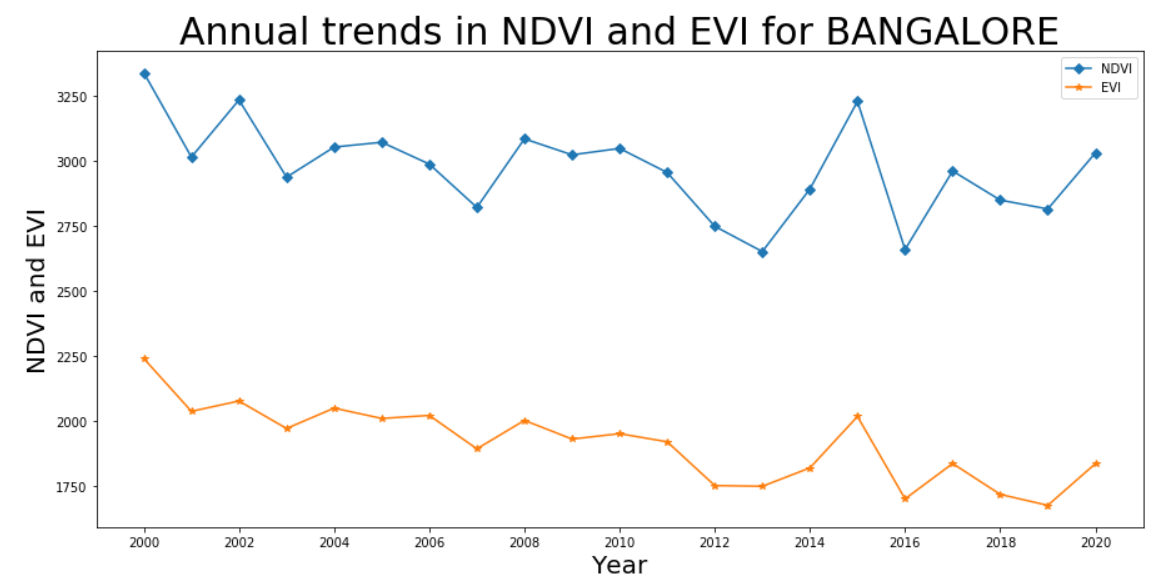 Annual trends in NDVI and EVI for BANGALORE
NDVI
EVI
NDVI and EVI
3250
3000
2750
2500
2250
2000
1750
2000 2002 2004 2006 2008 2010 2012 2014 2016 2018 2020
Year